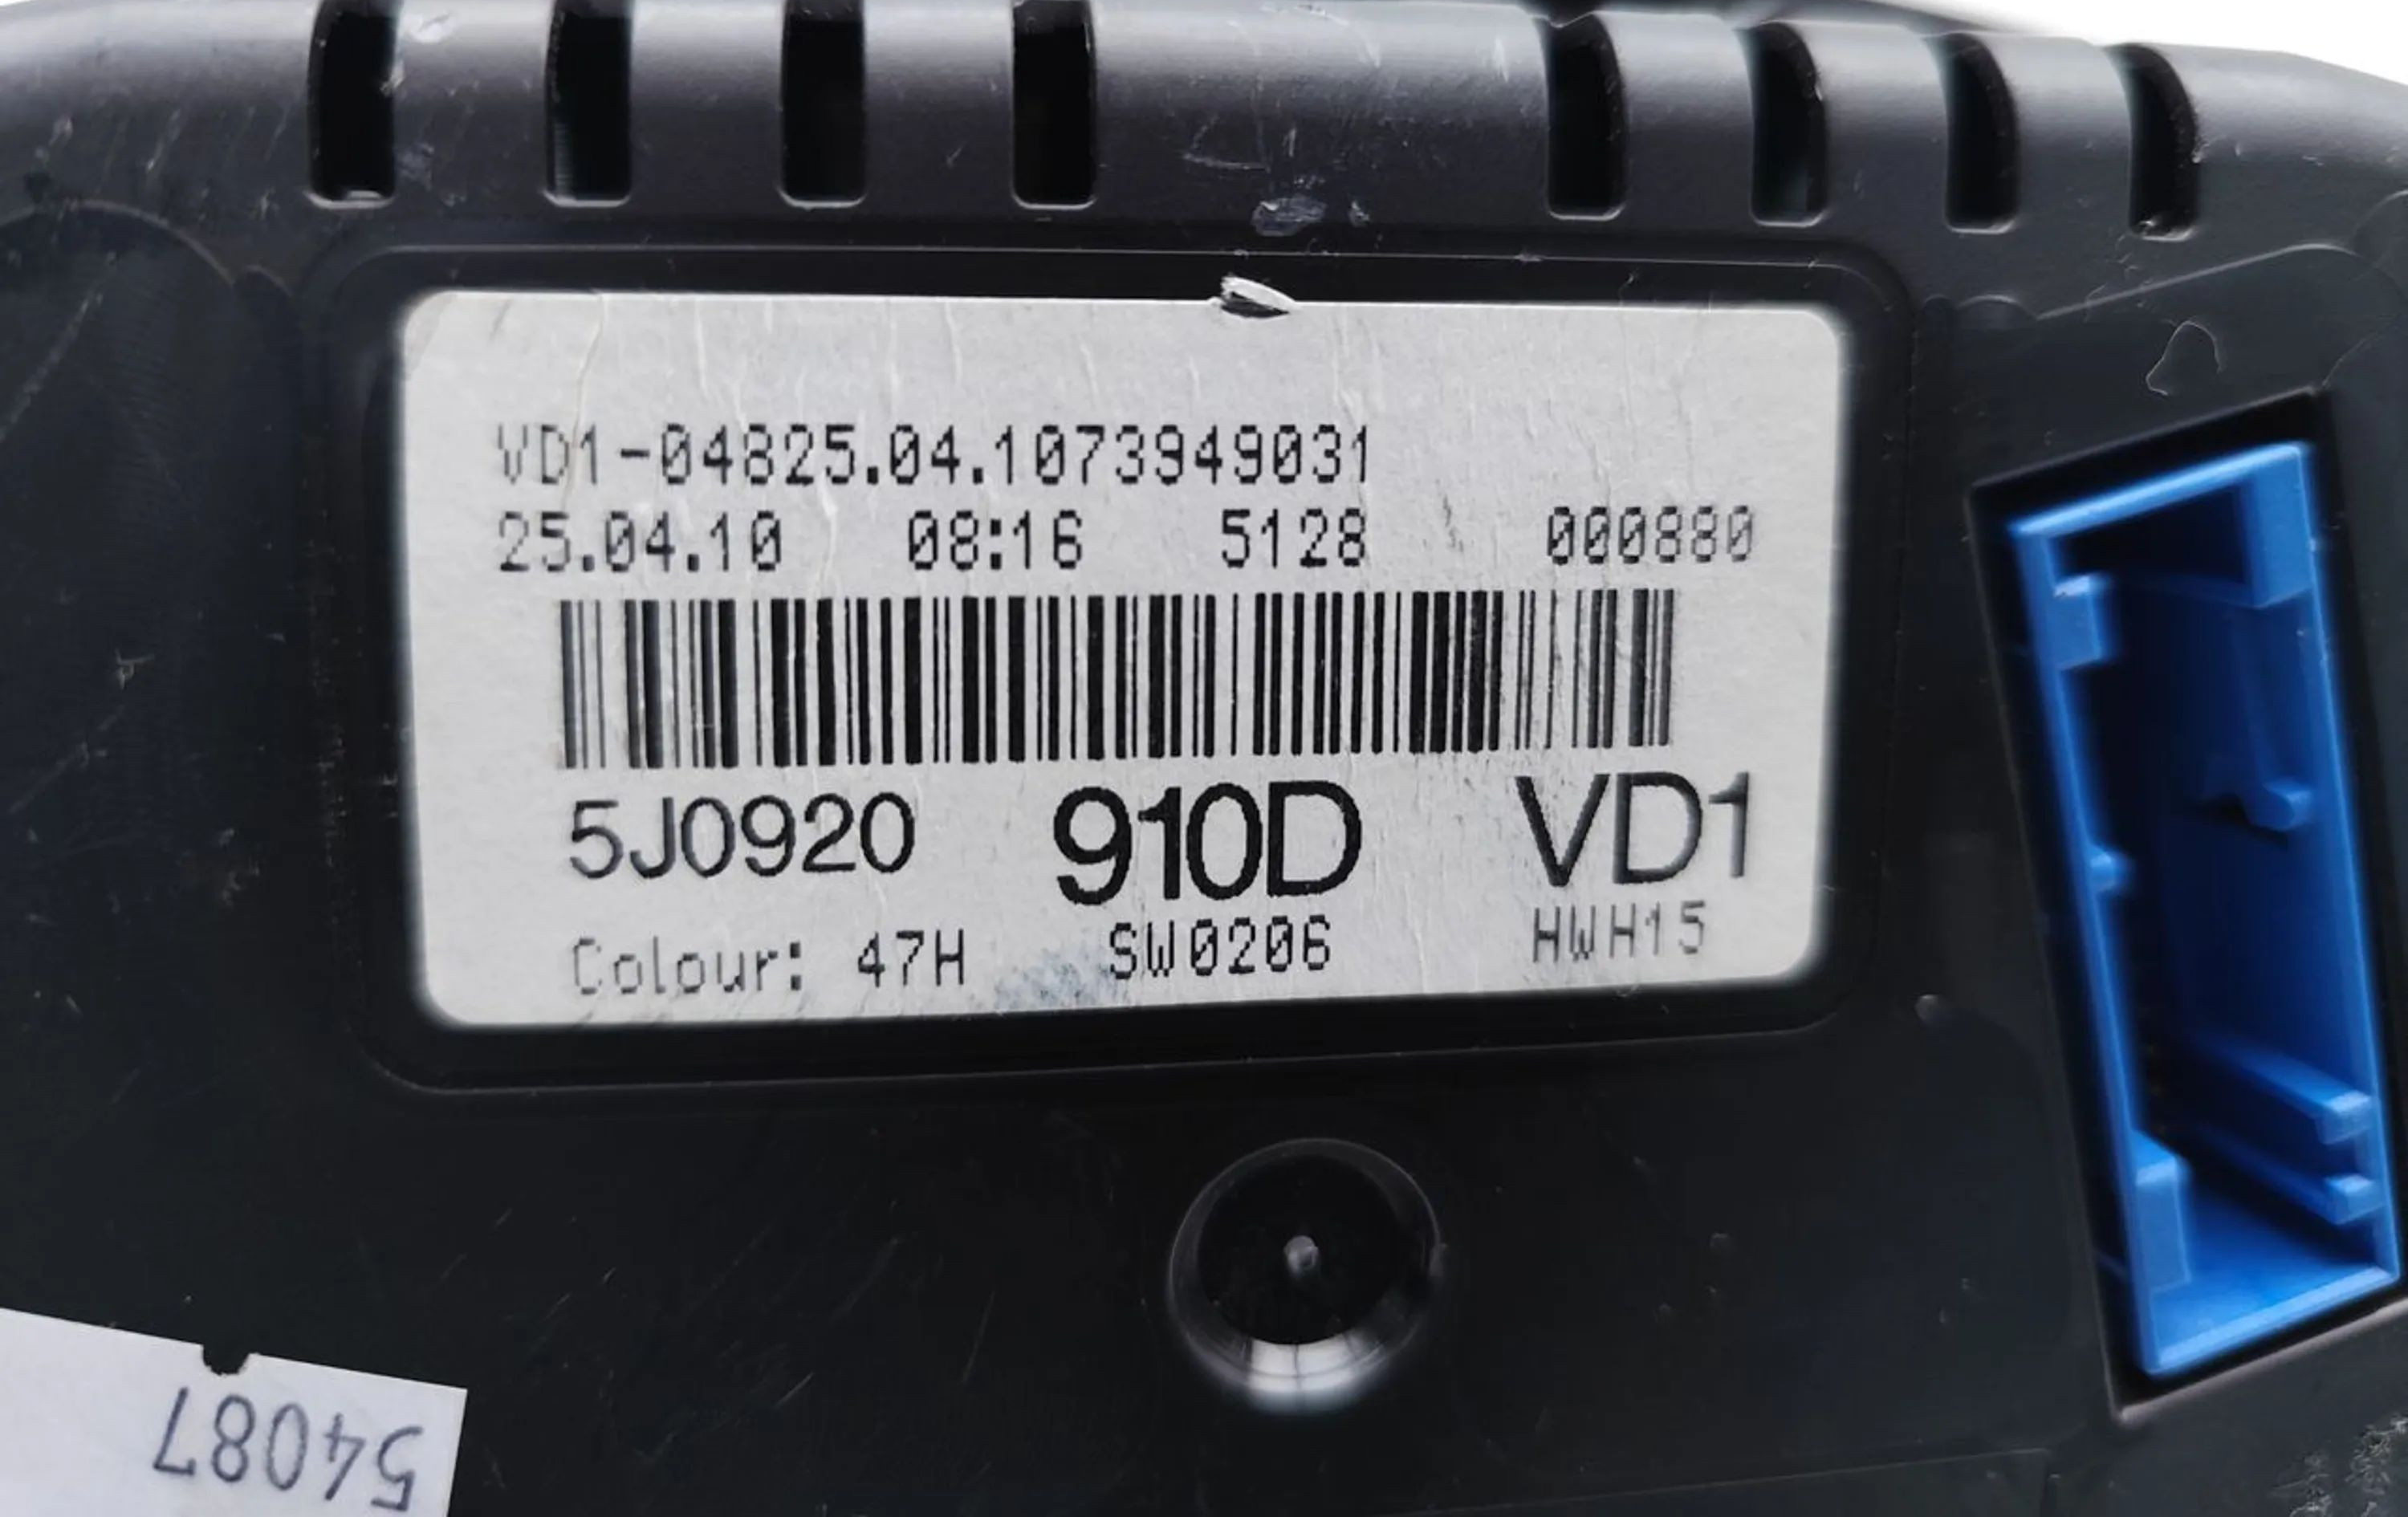 VD1-04825.04.1073949031
25.04.10 08:16 5128 000880
5J0920 910D VD1
Colour: 47H SW0206 HWH15
54087